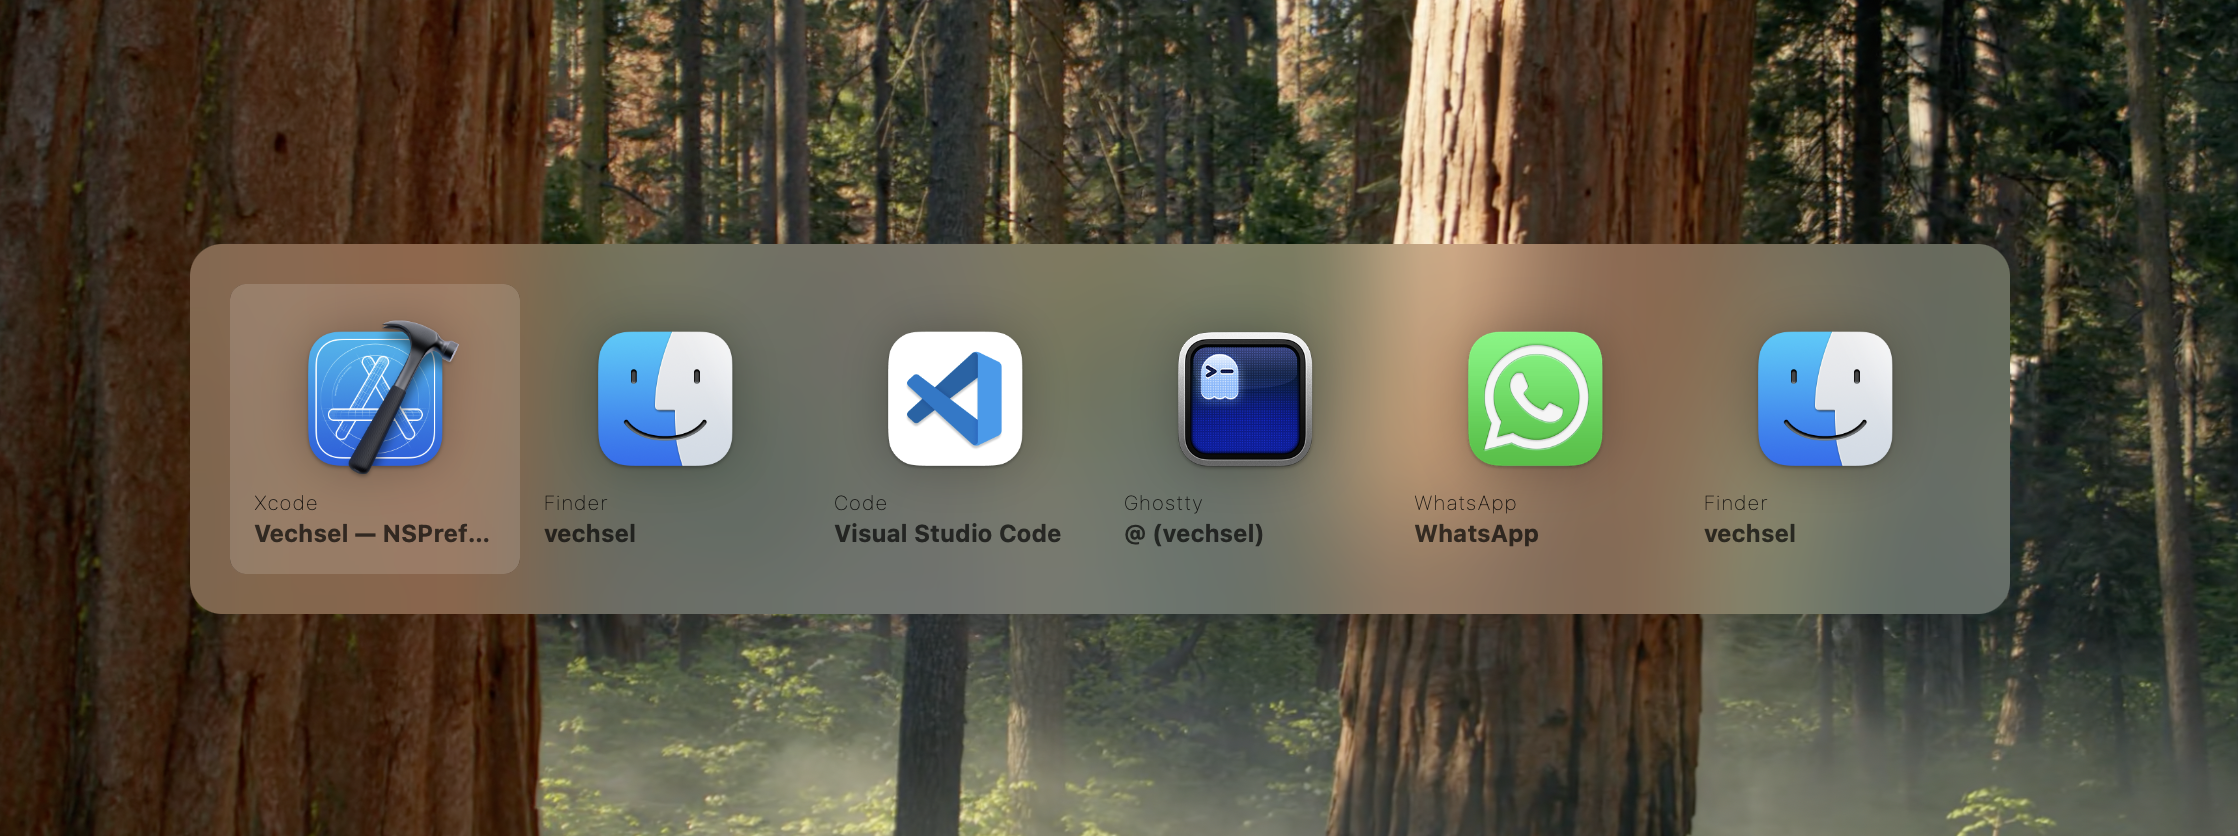 Xcode
Vechsel — NSPref...
Finder
vechsel
Code
Visual Studio Code
Ghostty
@ (vechsel)
WhatsApp
WhatsApp
Finder
vechsel
>-